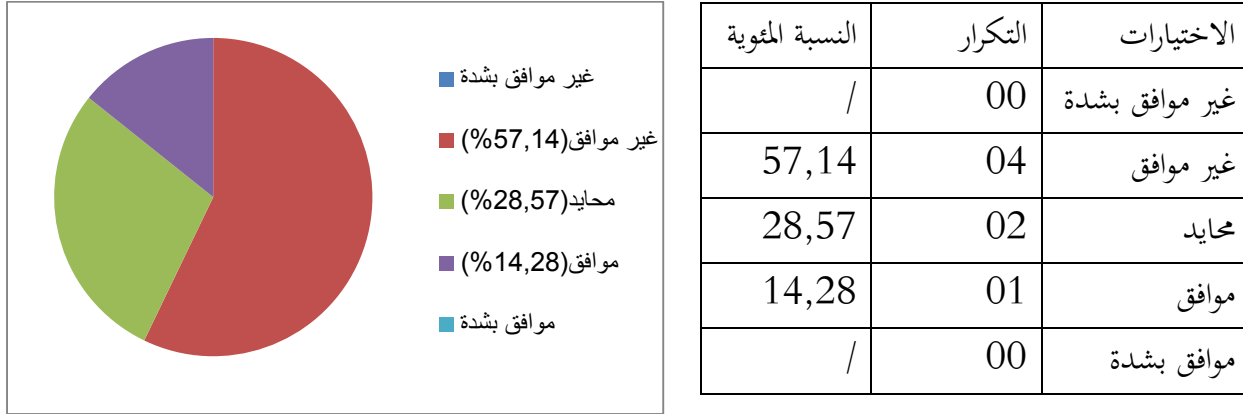 الاختيارات التكرار النسبة المئوية
غير موافق بشدة 00 /
غير موافق 04 57,14
محايد 02 28,57
موافق 01 14,28
موافق بشدة 00 /
غير موافق بشدة
غير موافق(57,14%)
محايد(28,57%)
موافق(14,28%)
موافق بشدة